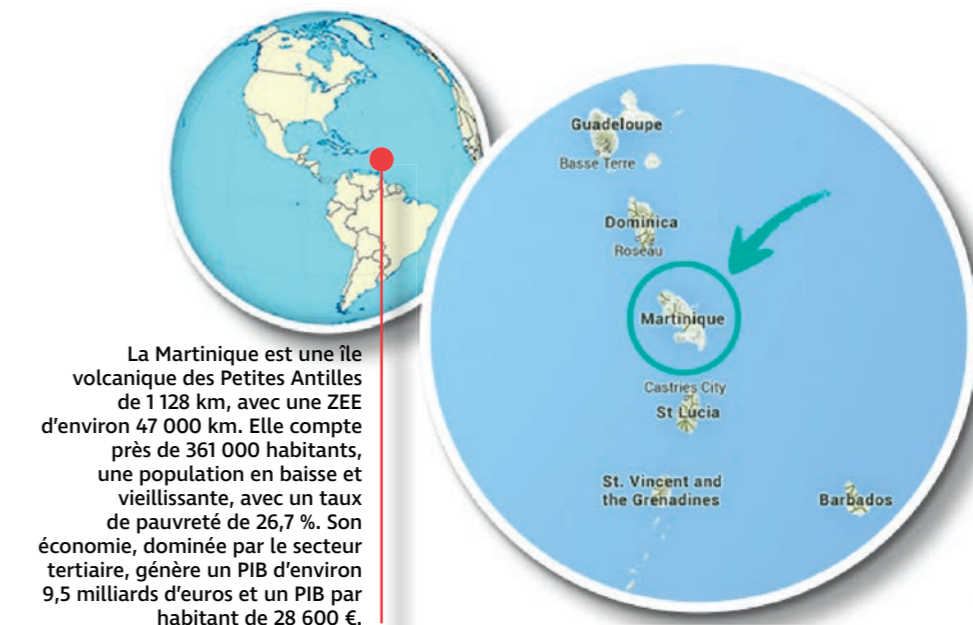 La Martinique est une île
volcanique des Petites Antilles
de 1 128 km, avec une ZEE
d'environ 47 000 km. Elle compte
près de 361 000 habitants,
une population en baisse et
vieillissante, avec un taux
de pauvreté de 26,7 %. Son
économie, dominée par le secteur
tertiaire, génère un PIB d'environ
9,5 milliards d'euros et un PIB par
habitant de 28 600 €.
Guadeloupe
Basse Terre
Dominica
Roseau
Martinique
Castries City
St Lucia
St. Vincent and
the Grenadines
Barbados